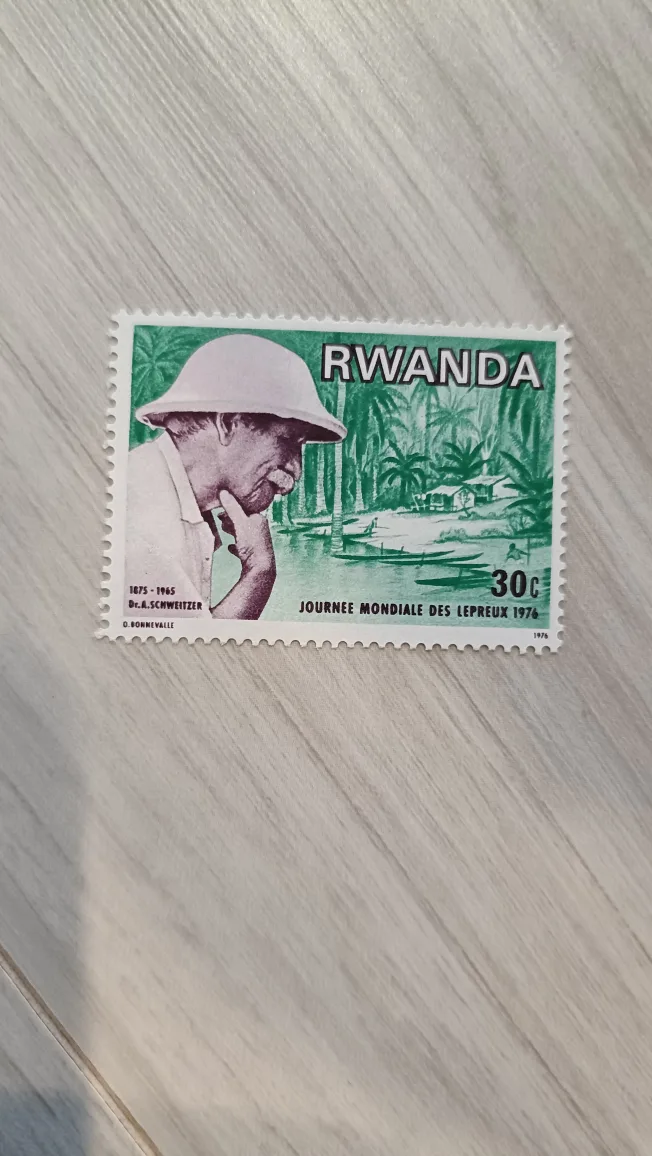 RWANDA
30C
1875 - 1965
Dr.A.SCHWEITZER
JOURNEE MONDIALE DES LEPREUX 1976
O.BONNEVALLE
1976